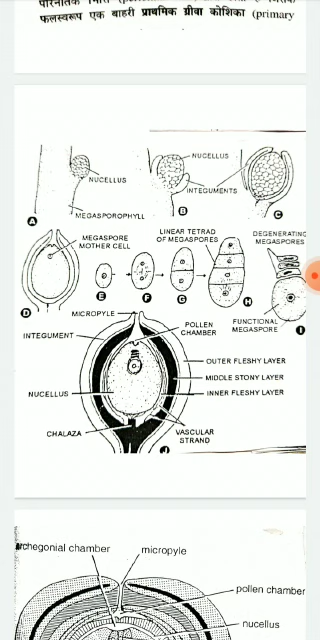 फलस्वरूप एक बाहरी प्राथमिक ग्रीवा कोशिका (primary
NUCELLUS
MEGASPOROPHYLL
A
NUCELLUS
INTEGUMENTS
B
C
MEGASPORE
MOTHER CELL
D
E
F
G
LINEAR TETRAD
OF MEGASPORES
H
DEGENERATING
MEGASPORES
FUNCTIONAL
MEGASPORE
I
MICROPYLE
INTEGUMENT
POLLEN
CHAMBER
OUTER FLESHY LAYER
MIDDLE STONY LAYER
INNER FLESHY LAYER
NUCELLUS
CHALAZA
VASCULAR
STRAND
J
archegonial chamber
micropyle
pollen chamber
nucellus